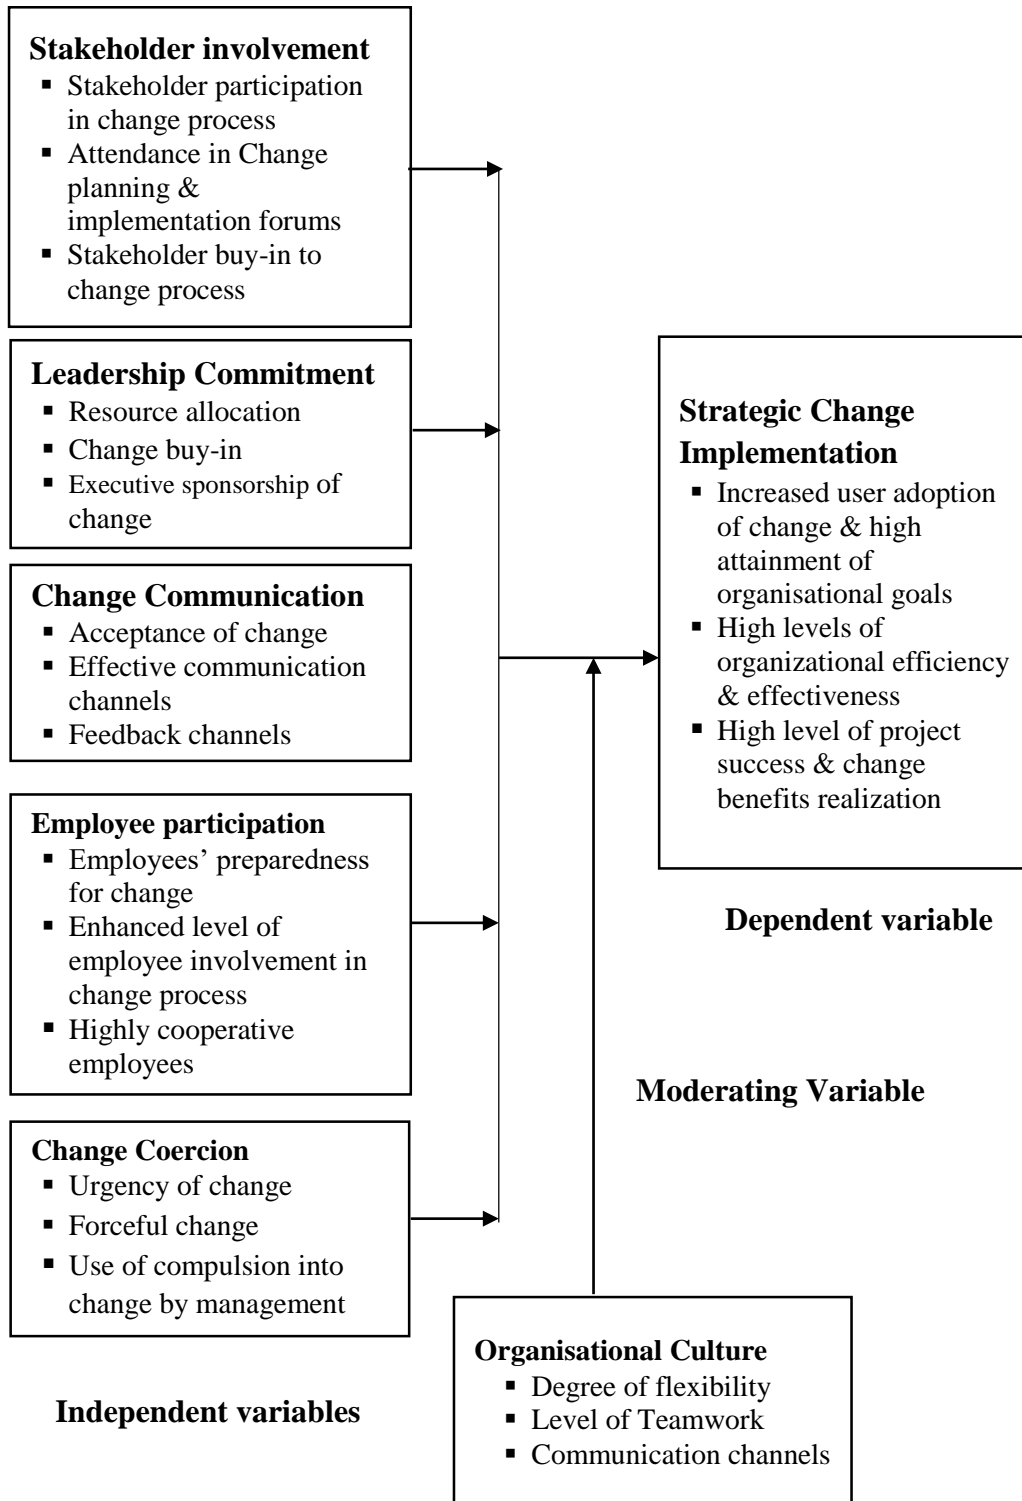 Stakeholder involvement
▪ Stakeholder participation
in change process
▪ Attendance in Change
planning &
implementation forums
▪ Stakeholder buy-in to
change process
Leadership Commitment
▪ Resource allocation
▪ Change buy-in
▪ Executive sponsorship of
change
Change Communication
▪ Acceptance of change
▪ Effective communication
channels
▪ Feedback channels
Employee participation
▪ Employees’ preparedness
for change
▪ Enhanced level of
employee involvement in
change process
▪ Highly cooperative
employees
Change Coercion
▪ Urgency of change
▪ Forceful change
▪ Use of compulsion into
change by management
Independent variables
Strategic Change
Implementation
▪ Increased user adoption
of change & high
attainment of
organisational goals
▪ High levels of
organizational efficiency
& effectiveness
▪ High level of project
success & change
benefits realization
Dependent variable
Moderating Variable
Organisational Culture
▪ Degree of flexibility
▪ Level of Teamwork
▪ Communication channels